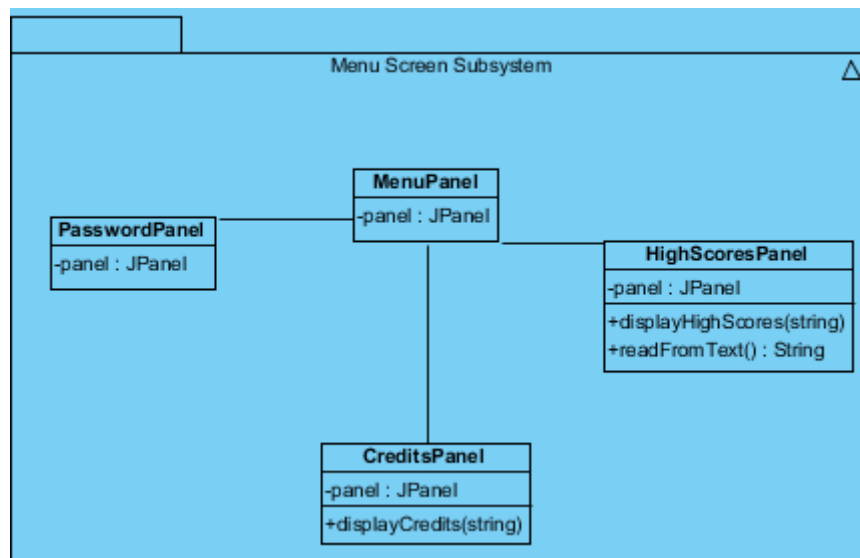 Menu Screen Subsystem
MenuPanel
-panel : JPanel
PasswordPanel
-panel : JPanel
HighScoresPanel
-panel : JPanel
+displayHighScores(string)
+readFromText() : String
CreditsPanel
-panel : JPanel
+displayCredits(string)